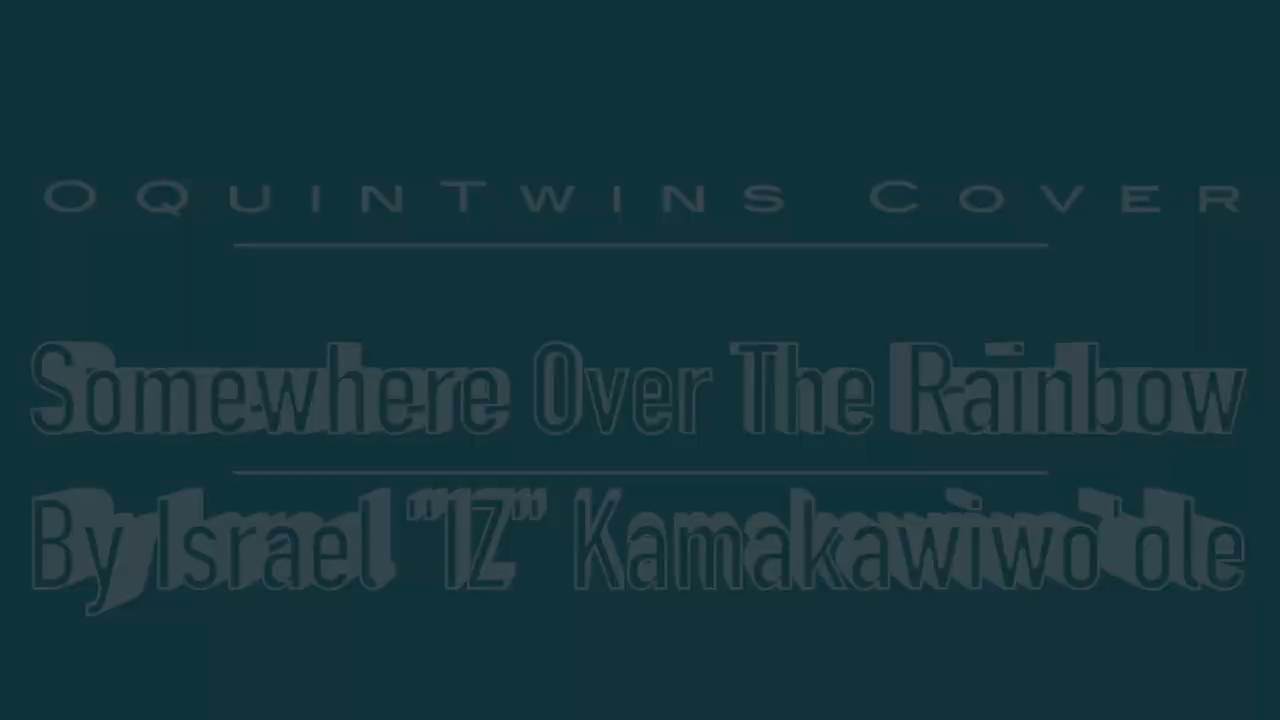 OQUINTWINS COVER
Somewhere Over The Rainbow
By Israel "IZ" Kamakawiwo`ole